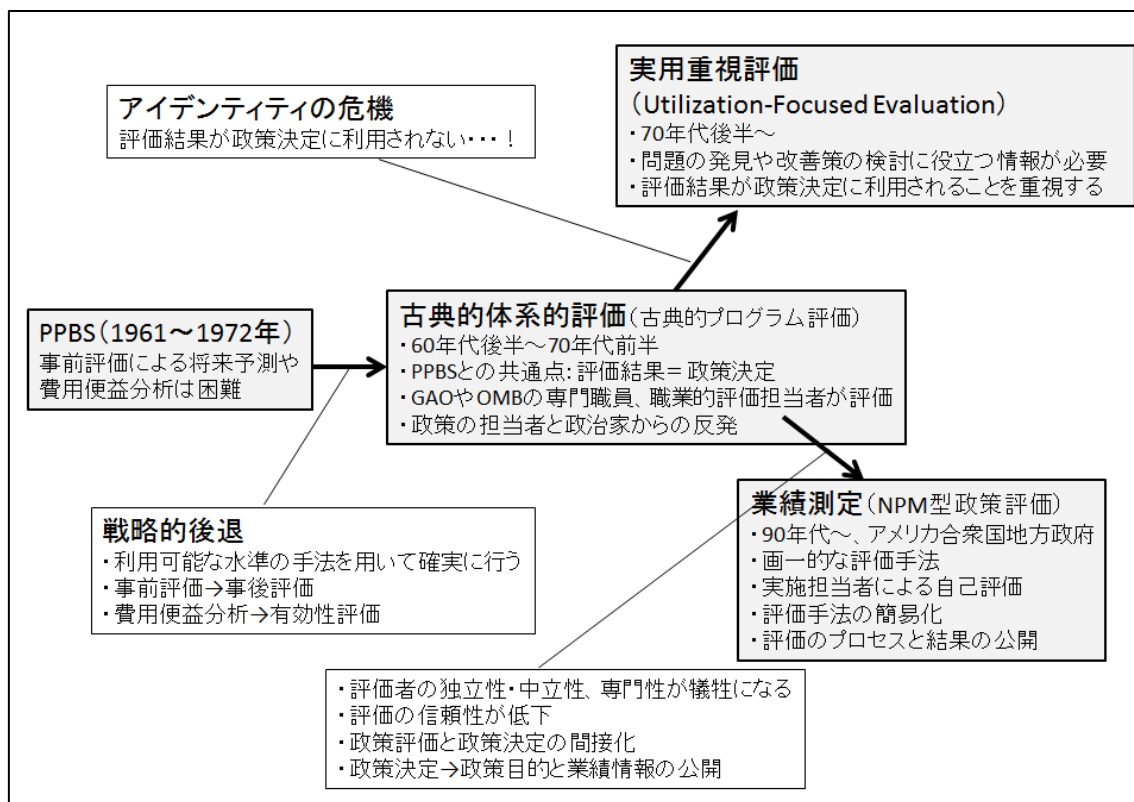 アイデンティティの危機
評価結果が政策決定に利用されない・・・！
実用重視評価
（Utilization-Focused Evaluation）
・70年代後半～
・問題の発見や改善策の検討に役立つ情報が必要
・評価結果が政策決定に利用されることを重視する
PPBS（1961～1972年）
事前評価による将来予測や
費用便益分析は困難
古典的体系的評価（古典的プログラム評価）
・60年代後半～70年代前半
・PPBSとの共通点：評価結果＝政策決定
・GAOやOMBの専門職員、職業的評価担当者が評価
・政策の担当者と政治家からの反発
戦略的後退
・利用可能な水準の手法を用いて確実に行う
・事前評価→事後評価
・費用便益分析→有効性評価
業績測定（NPM型政策評価）
・90年代～、アメリカ合衆国地方政府
・画一的な評価手法
・実施担当者による自己評価
・評価手法の簡易化
・評価のプロセスと結果の公開
・評価者の独立性・中立性、専門性が犠牲になる
・評価の信頼性が低下
・政策評価と政策決定の間接化
・政策決定→政策目的と業績情報の公開